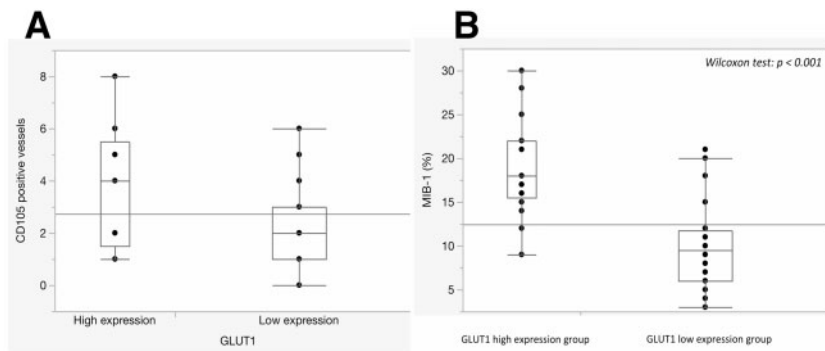 A
CD105 positive vessels
8
6
4
2
0
High expression
Low expression
GLUT1
B
Wilcoxon test: p < 0.001
MIB-1 (%)
30
25
20
15
10
5
GLUT1 high expression group
GLUT1 low expression group